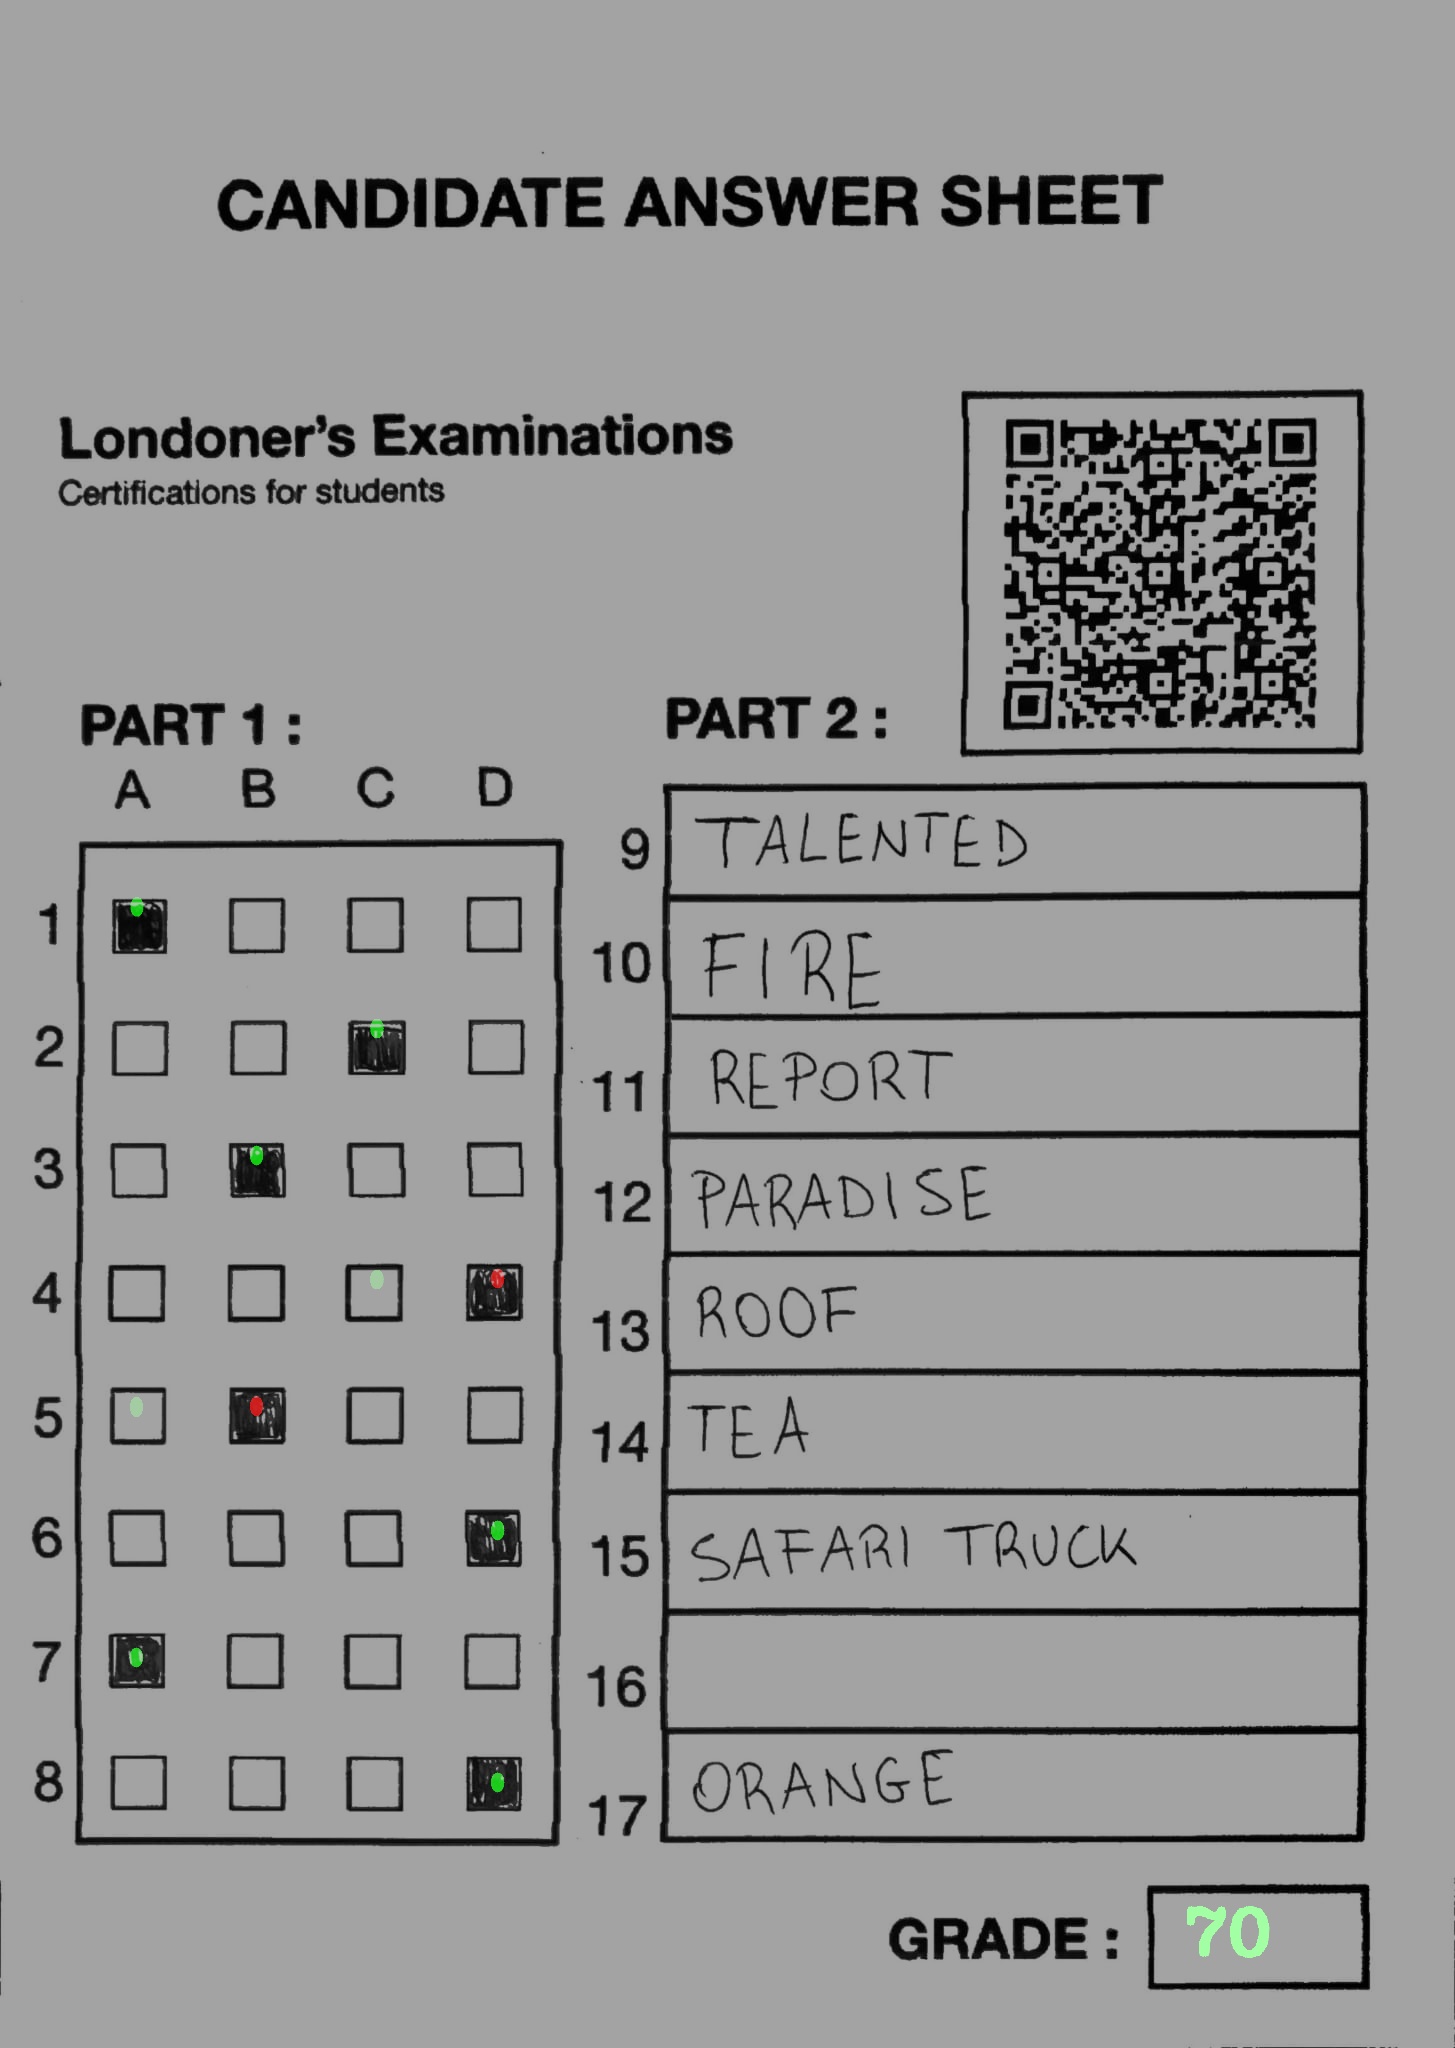 CANDIDATE ANSWER SHEET
Londoner's Examinations
Certifications for students
PART 1 :
A B C D
1
2
3
4
5
6
7
8
PART 2 :
9 TALENTED
10 FIRE
11 REPORT
12 PARADISE
13 ROOF
14 TEA
15 SAFARI TRUCK
16
17 ORANGE
GRADE : 70